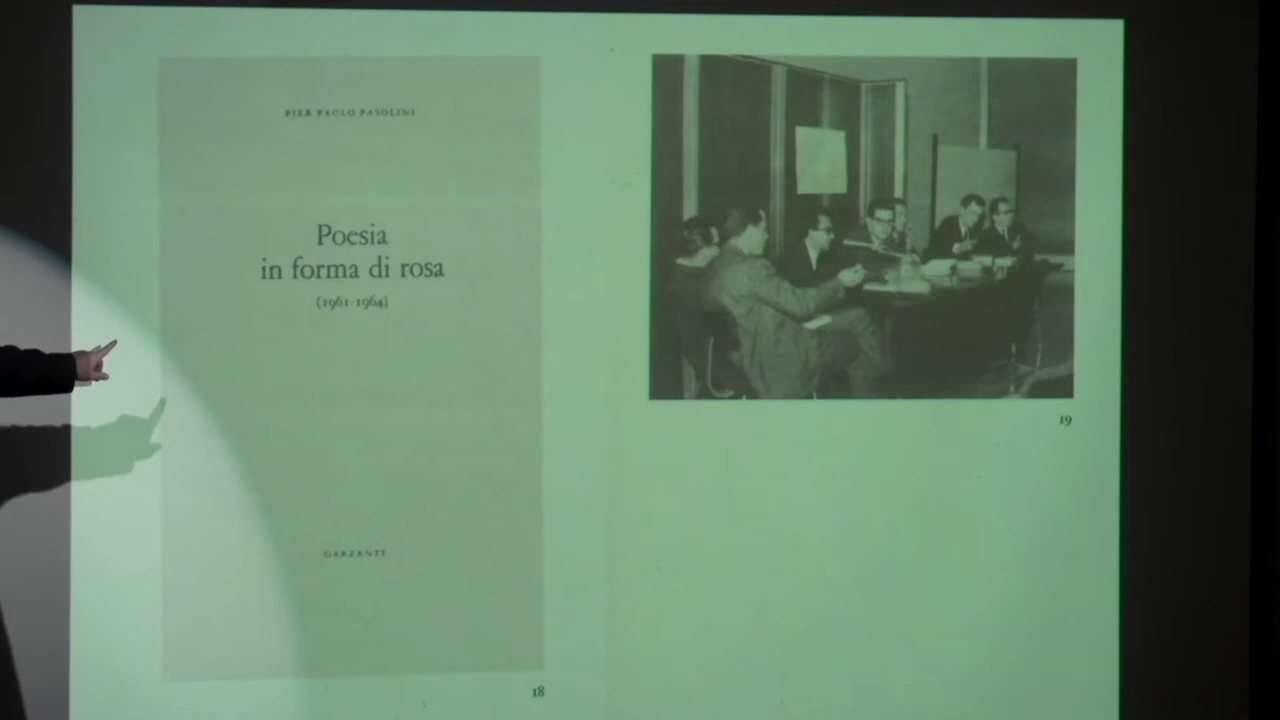 PIER PAOLO PASOLINI
Poesia
in forma di rosa
(1961-1964)
GARZANTI
18
19